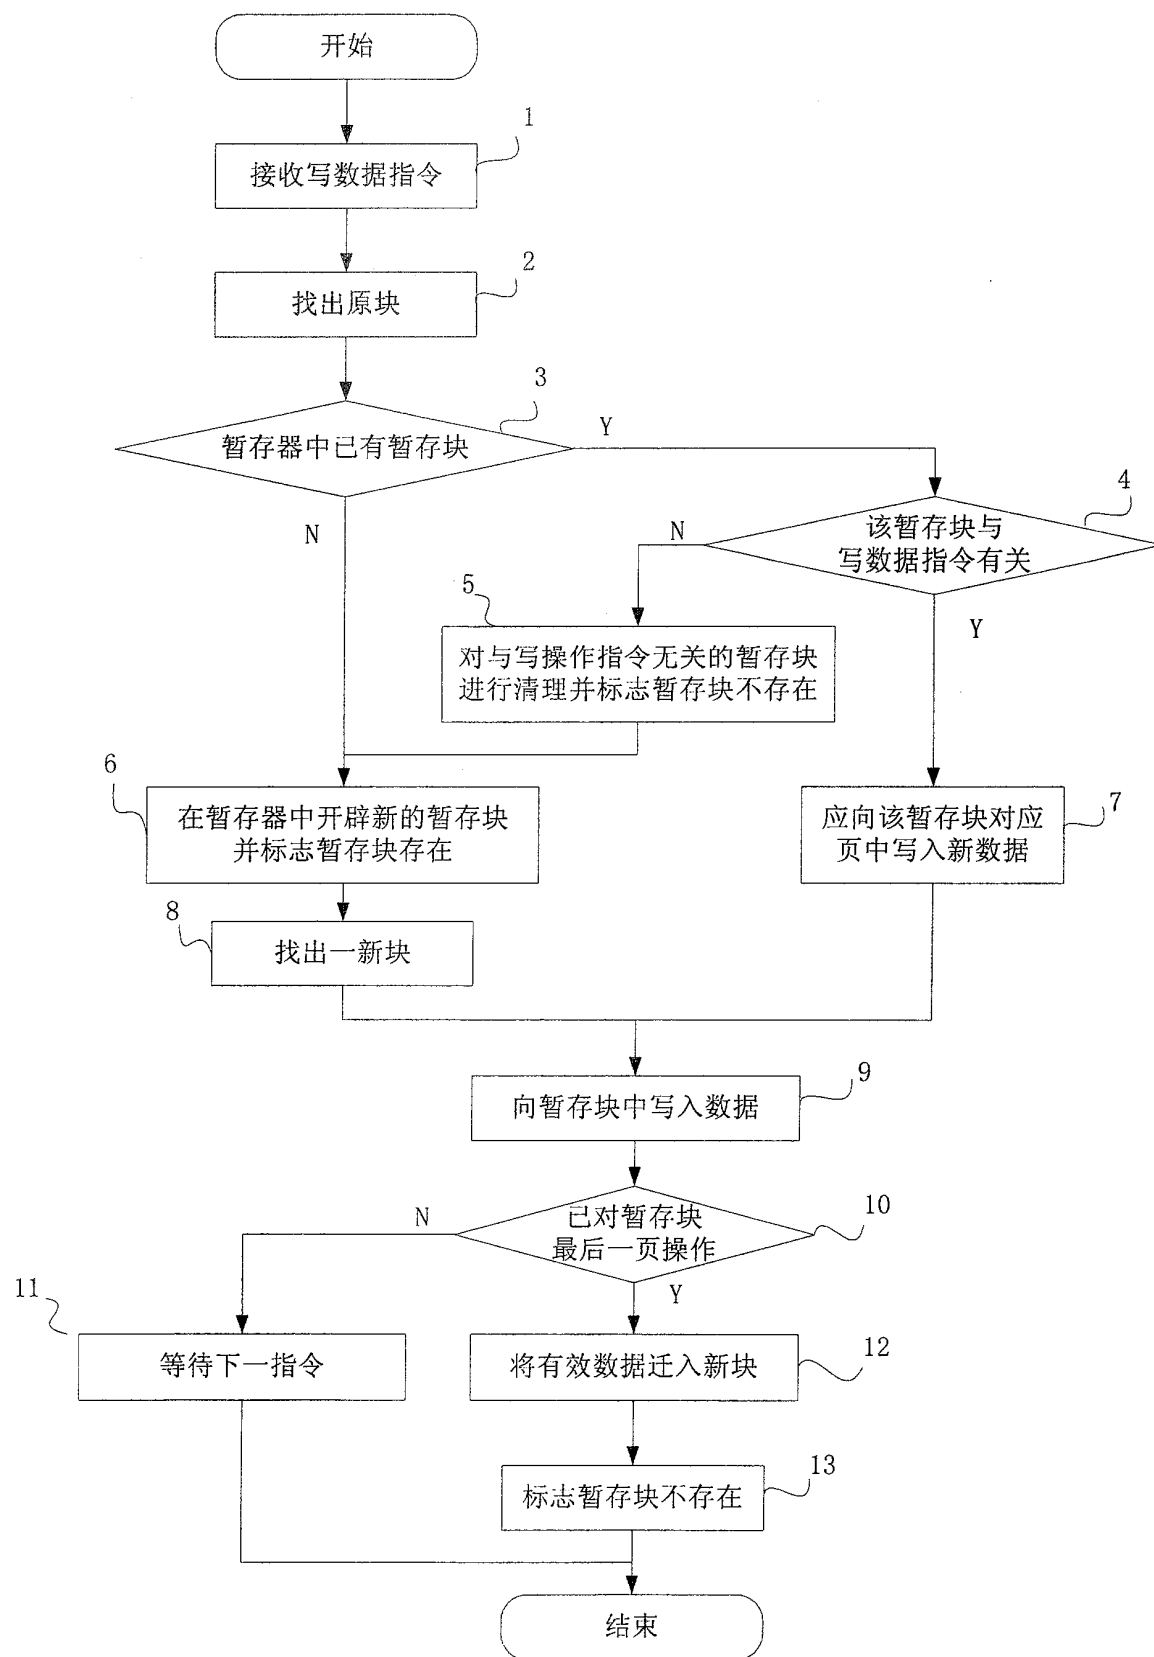 开始
1
接收写数据指令
2
找出原块
3
暂存器中已有暂存块
Y
N
4
该暂存块与
写数据指令有关
N
Y
5
对与写操作指令无关的暂存块
进行清理并标志暂存块不存在
6
在暂存器中开辟新的暂存块
并标志暂存块存在
7
应向该暂存块对应
页中写入新数据
8
找出一新块
9
向暂存块中写入数据
10
已对暂存块
最后一页操作
N
Y
11
等待下一指令
12
将有效数据迁入新块
13
标志暂存块不存在
结束